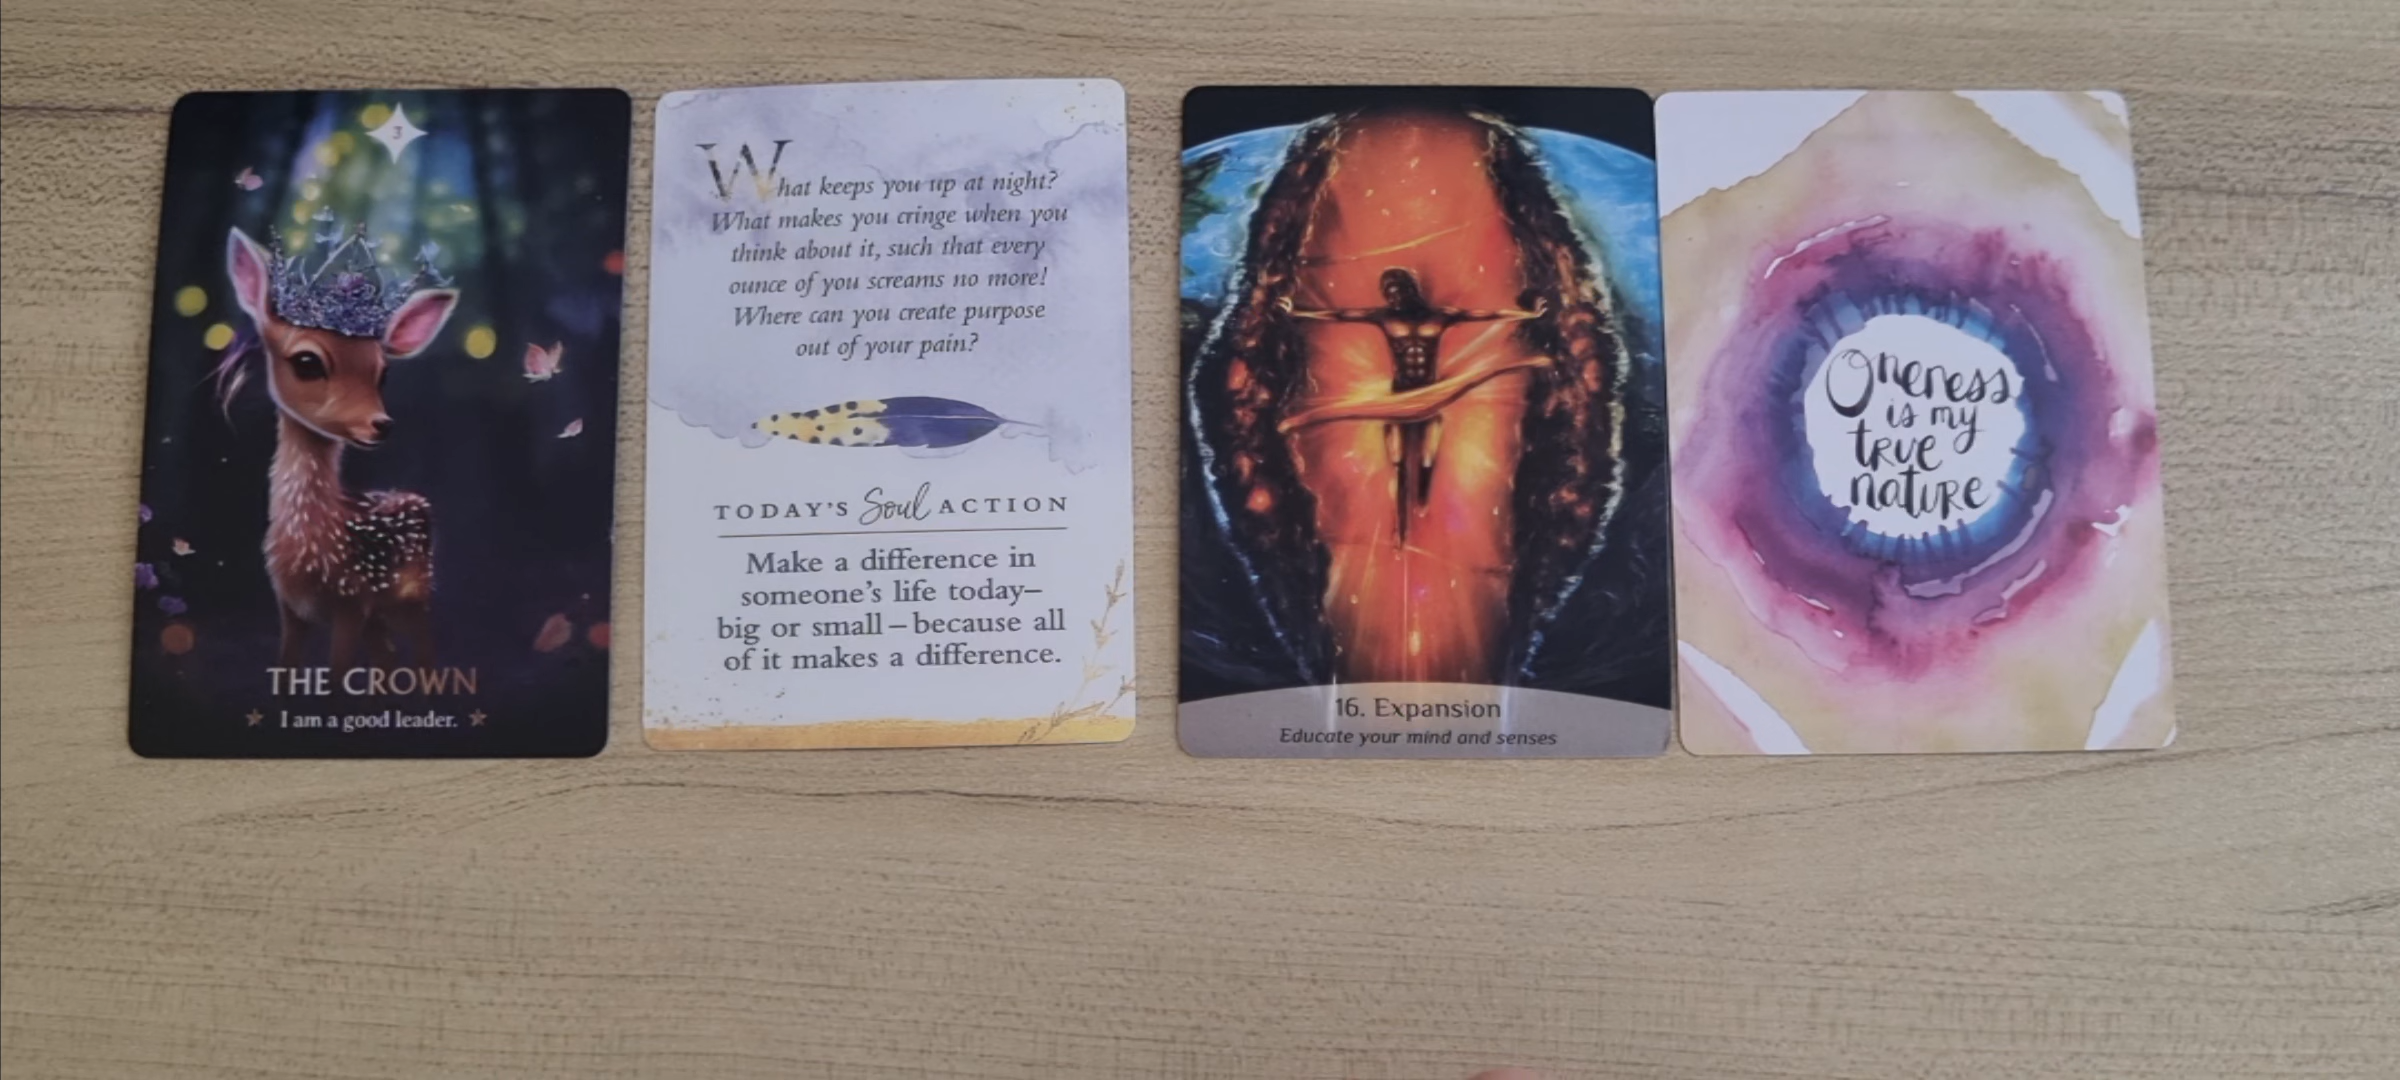 3
THE CROWN
I am a good leader.
What keeps you up at night?
What makes you cringe when you
think about it, such that every
ounce of you screams no more!
Where can you create purpose
out of your pain?
TODAY'S Soul ACTION
Make a difference in
someone's life today–
big or small – because all
of it makes a difference.
16. Expansion
Educate your mind and senses
Oneness
is my
true
nature